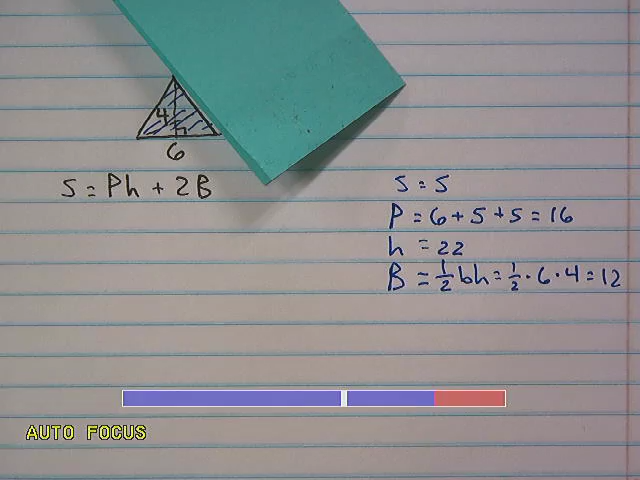 4
6
S = Ph + 2B
S = S
P = 6 + 5 + 5 = 16
h = 22
B = 1/2 bh = 1/2 · 6 · 4 = 12
AUTO FOCUS